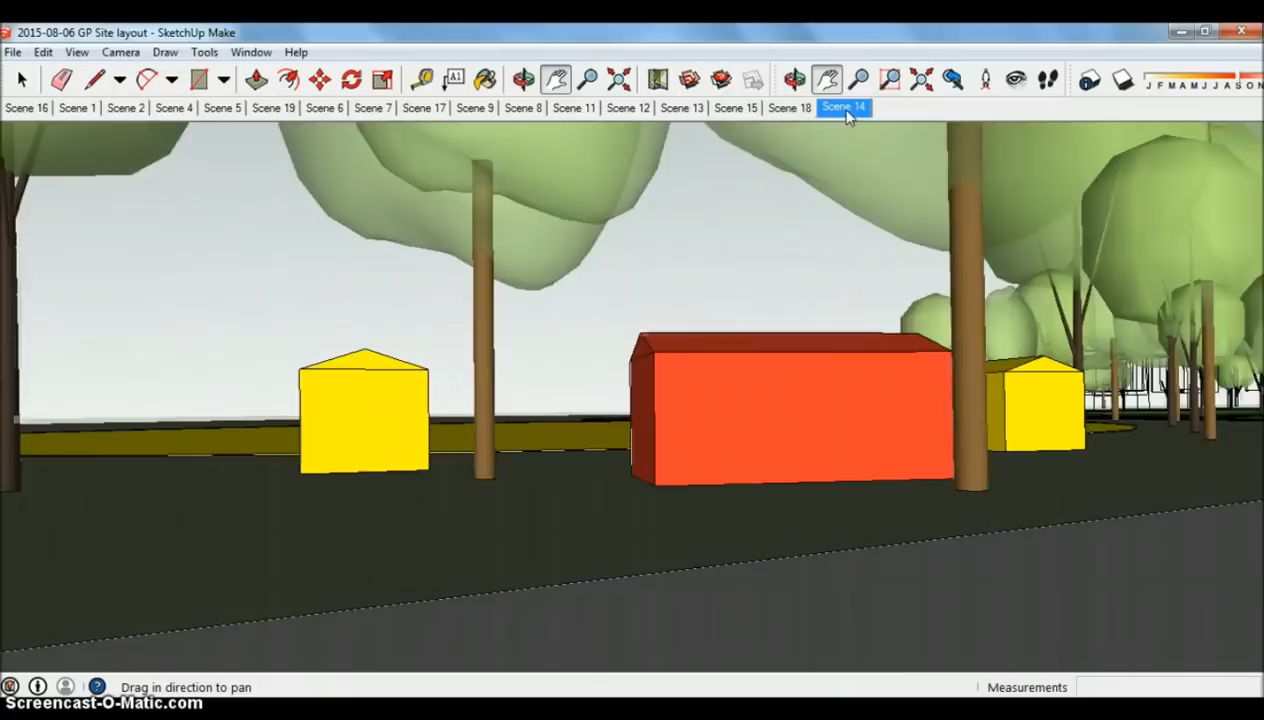 2015-08-06 GP Site layout - SketchUp Make
File Edit View Camera Draw Tools Window Help
A1
J F M A M J J A S O N
Scene 16 Scene 1 Scene 2 Scene 4 Scene 5 Scene 19 Scene 6 Scene 7 Scene 17 Scene 9 Scene 8 Scene 11 Scene 12 Scene 13 Scene 15 Scene 18 Scene 14
Drag in direction to pan Measurements
Screencast-O-Matic.com